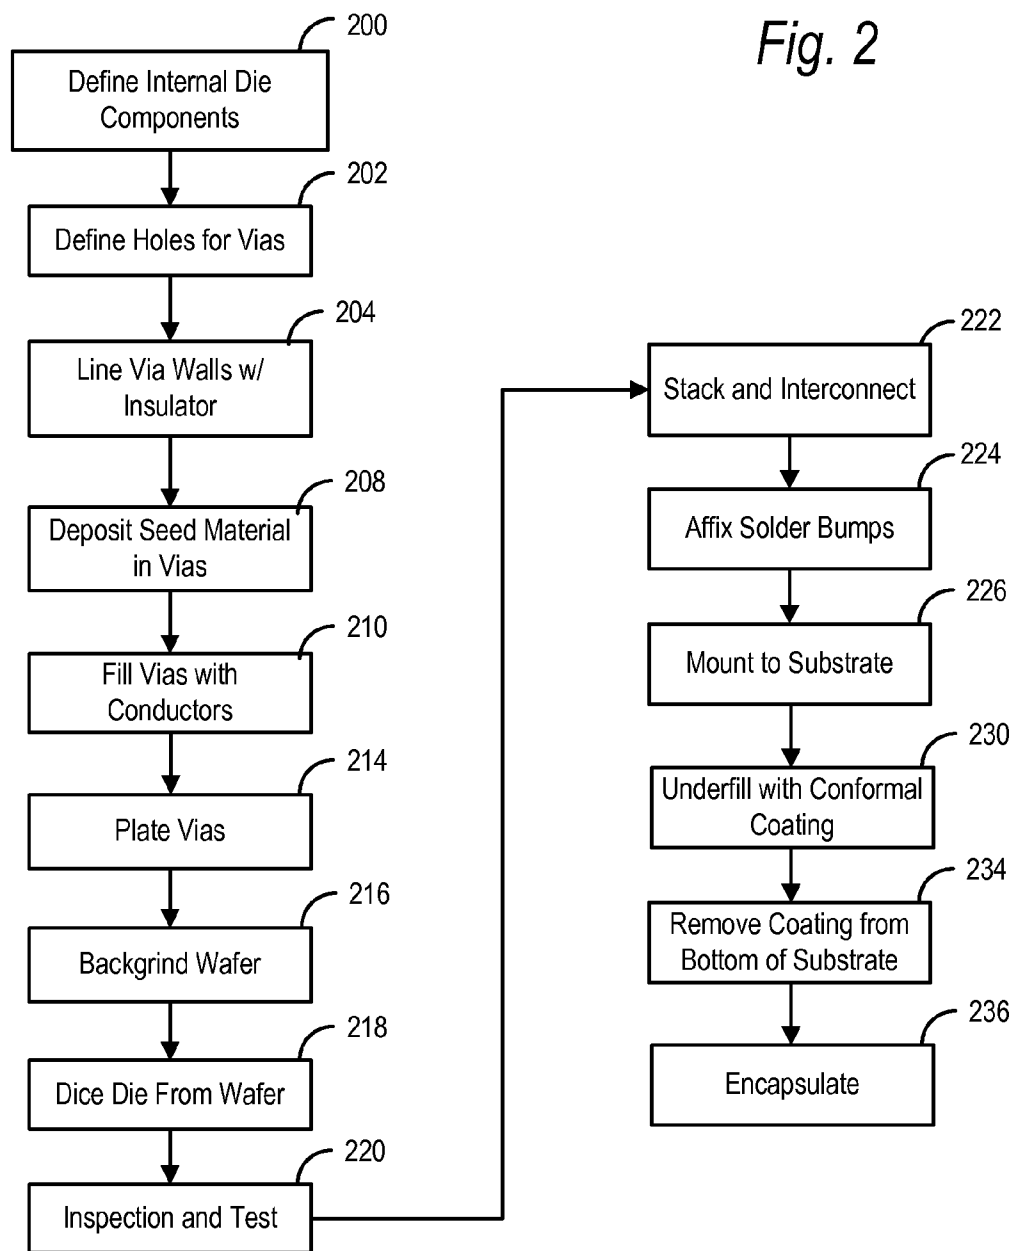 Fig. 2
200
Define Internal Die
Components
202
Define Holes for Vias
204
Line Via Walls w/
Insulator
208
Deposit Seed Material
in Vias
210
Fill Vias with
Conductors
214
Plate Vias
216
Backgrind Wafer
218
Dice Die From Wafer
220
Inspection and Test
222
Stack and Interconnect
224
Affix Solder Bumps
226
Mount to Substrate
230
Underfill with Conformal
Coating
234
Remove Coating from
Bottom of Substrate
236
Encapsulate